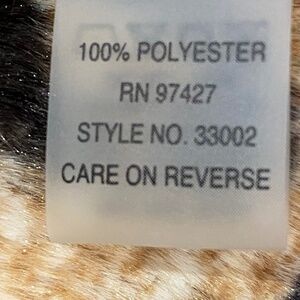 100% POLYESTER
RN 97427
STYLE NO. 33002
CARE ON REVERSE